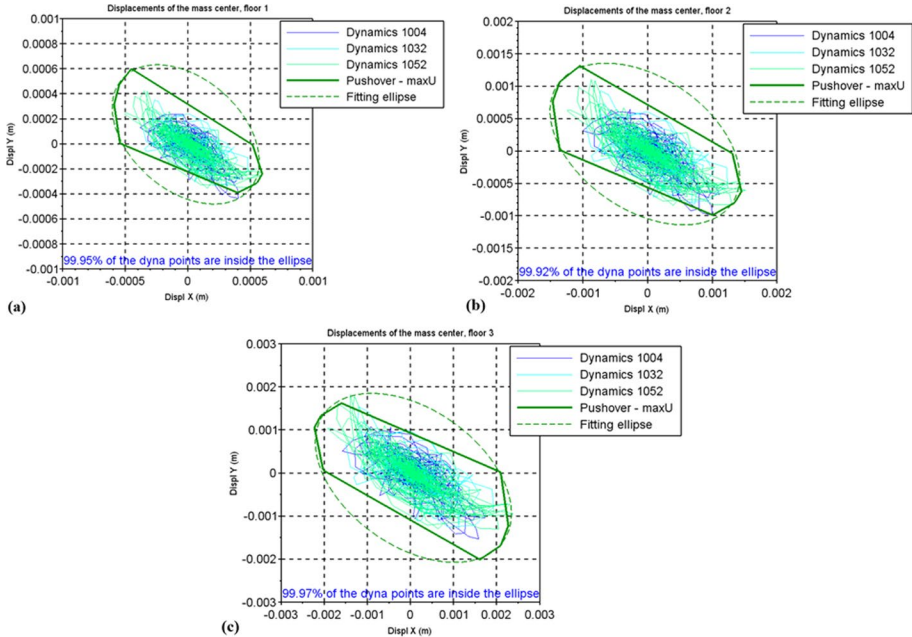 Displacements of the mass center, floor 1
0.001
0.0008
0.0006
0.0004
0.0002
0
-0.0002
-0.0004
-0.0006
-0.0008
-0.001
Displ Y (m)
Dynamics 1004
Dynamics 1032
Dynamics 1052
Pushover - maxU
Fitting ellipse
99.95% of the dyna points are inside the ellipse
-0.001 -0.0005 0 0.0005 0.001
Displ X (m)
(a)
Displacements of the mass center, floor 2
0.002
0.0015
0.001
0.0005
0
-0.0005
-0.001
-0.0015
-0.002
Displ Y (m)
Dynamics 1004
Dynamics 1032
Dynamics 1052
Pushover - maxU
Fitting ellipse
99.92% of the dyna points are inside the ellipse
-0.002 -0.001 0 0.001 0.002
Displ X (m)
(b)
Displacements of the mass center, floor 3
0.003
0.002
0.001
0
-0.001
-0.002
-0.003
Displ Y (m)
Dynamics 1004
Dynamics 1032
Dynamics 1052
Pushover - maxU
Fitting ellipse
99.97% of the dyna points are inside the ellipse
-0.003 -0.002 -0.001 0 0.001 0.002 0.003
Displ X (m)
(c)